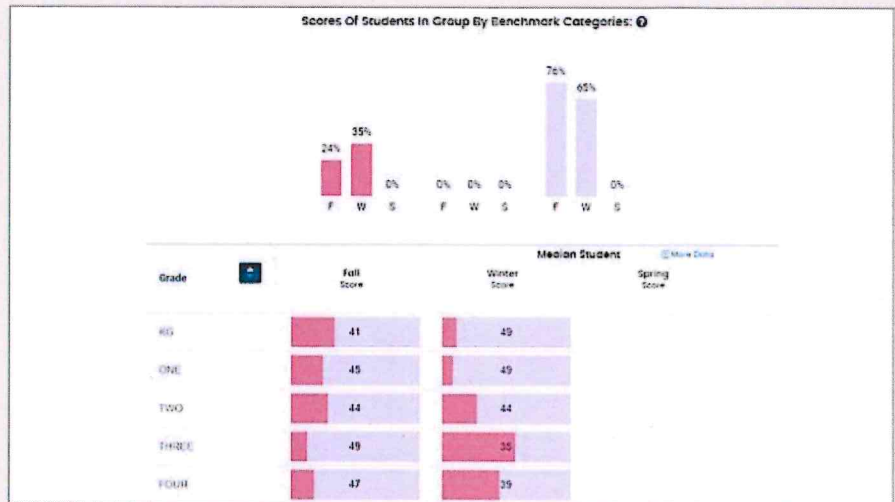 Scores Of Students In Group By Benchmark Categories: ?
76%
65%
35%
24%
0% 0% 0% 0% 0%
F W S F W S F W S
Median Student More Data
Grade Fall Winter Spring
Score Score Score
KG 41 49
ONE 45 49
TWO 44 44
THREE 49 35
FOUR 47 39